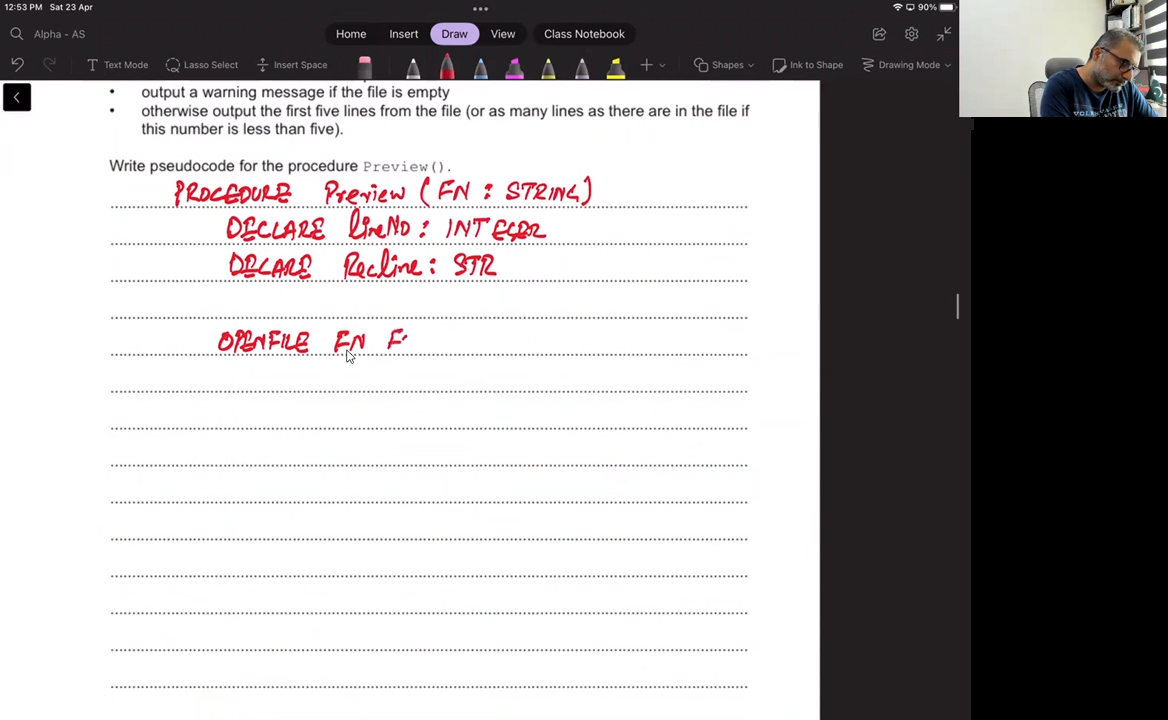 12:53 PM Sat 23 Apr
90%
Alpha - AS
Home Insert Draw View Class Notebook
Text Mode Lasso Select Insert Space Shapes Ink to Shape Drawing Mode
• output a warning message if the file is empty
• otherwise output the first five lines from the file (or as many lines as there are in the file if
this number is less than five).
Write pseudocode for the procedure Preview().
PROCEDURE Preview (FN : STRING)
DECLARE lineNo : INTEGER
DECLARE Recline : STR
OPENFILE FN F